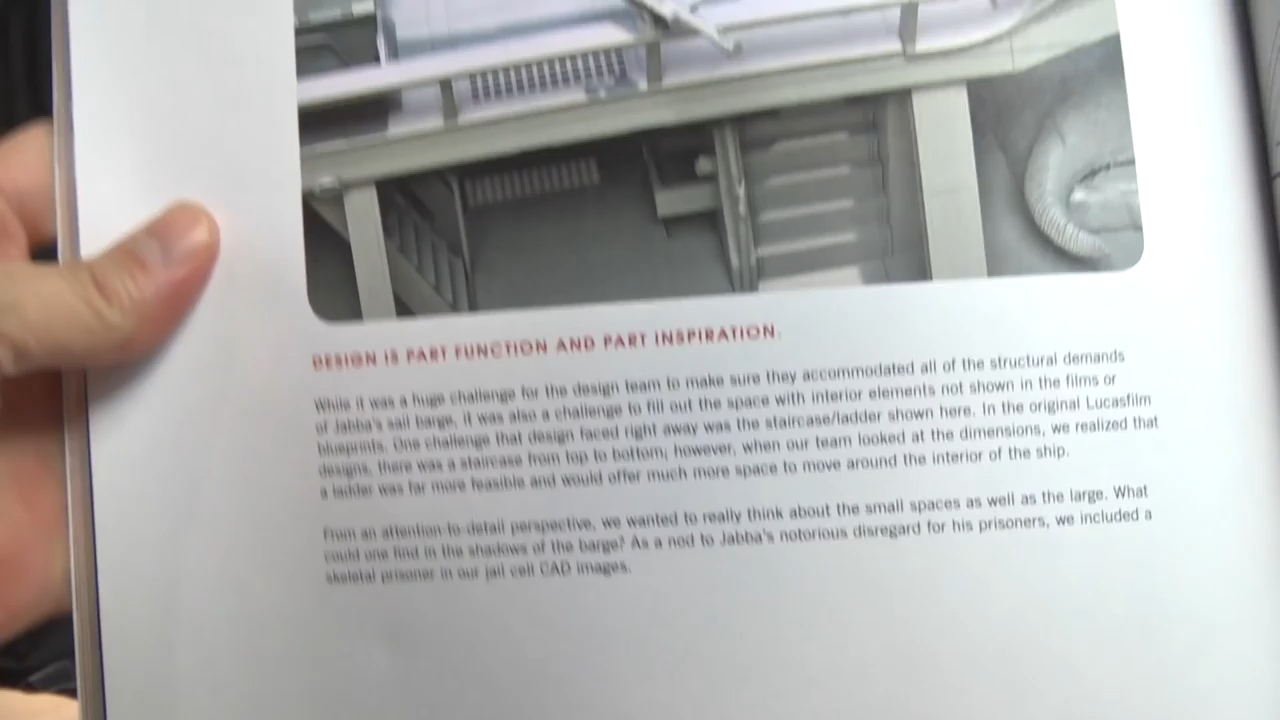 DESIGN IS PART FUNCTION AND PART INSPIRATION.
While it was a huge challenge for the design team to make sure they accommodated all of the structural demands
of Jabba's sail barge, it was also a challenge to fill out the space with interior elements not shown in the films or
blueprints. One challenge that design faced right away was the staircase/ladder shown here. In the original Lucasfilm
designs, there was a staircase from top to bottom; however, when our team looked at the dimensions, we realized that
a ladder was far more feasible and would offer much more space to move around the interior of the ship.
From an attention-to-detail perspective, we wanted to really think about the small spaces as well as the large. What
could one find in the shadows of the barge? As a nod to Jabba's notorious disregard for his prisoners, we included a
skeletal prisoner in our jail cell CAD images.